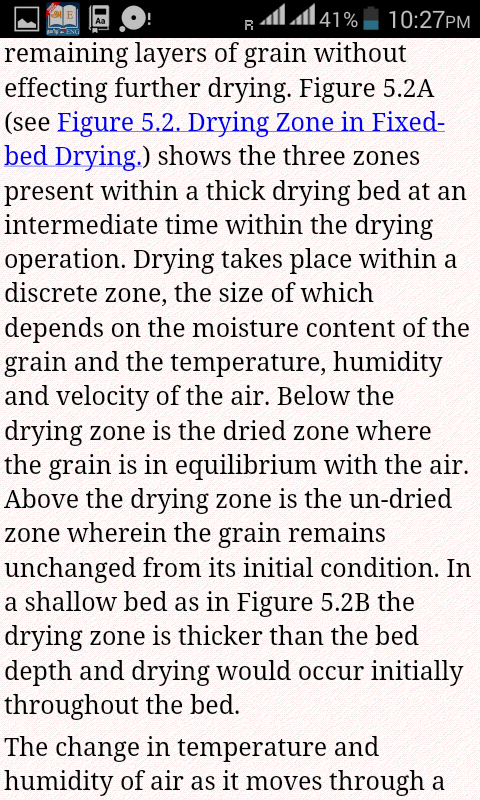 R 41% 10:27PM
remaining layers of grain without
effecting further drying. Figure 5.2A
(see Figure 5.2. Drying Zone in Fixed-
bed Drying.) shows the three zones
present within a thick drying bed at an
intermediate time within the drying
operation. Drying takes place within a
discrete zone, the size of which
depends on the moisture content of the
grain and the temperature, humidity
and velocity of the air. Below the
drying zone is the dried zone where
the grain is in equilibrium with the air.
Above the drying zone is the un-dried
zone wherein the grain remains
unchanged from its initial condition. In
a shallow bed as in Figure 5.2B the
drying zone is thicker than the bed
depth and drying would occur initially
throughout the bed.
The change in temperature and
humidity of air as it moves through a